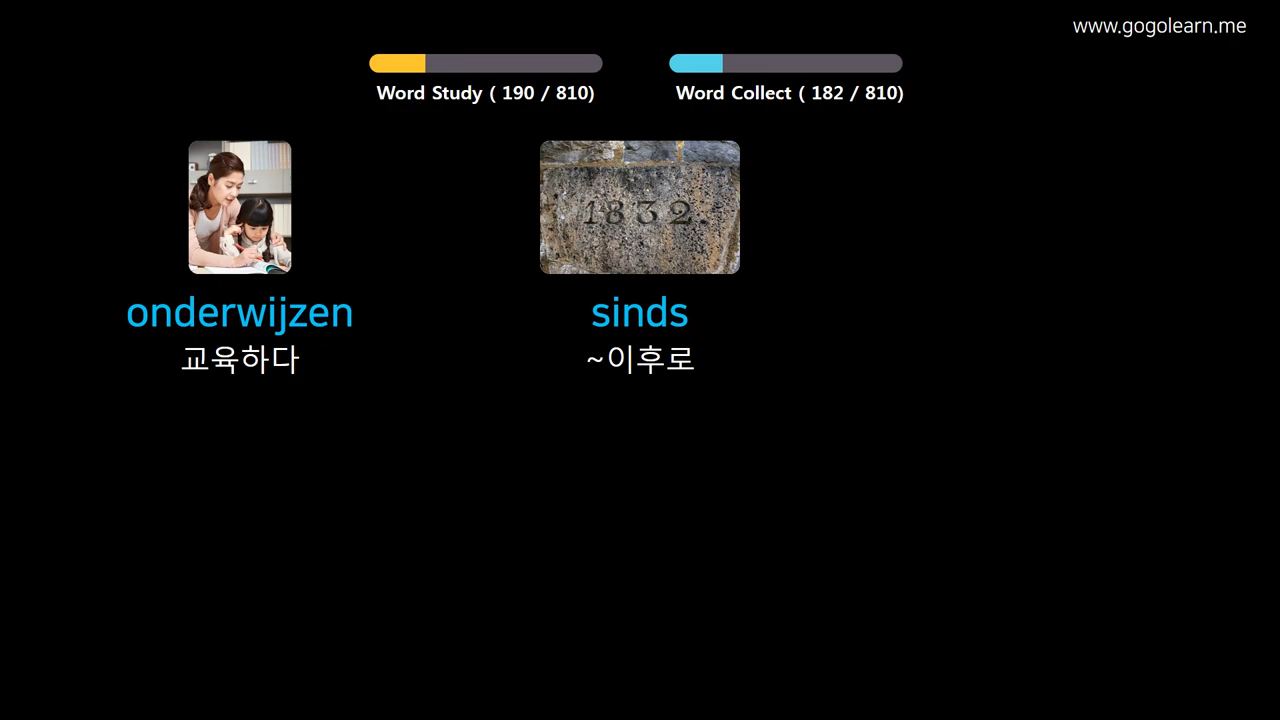 www.gogolearn.me
Word Study ( 190 / 810)
Word Collect ( 182 / 810)
1832.
onderwijzen
sinds
교육하다
~이후로